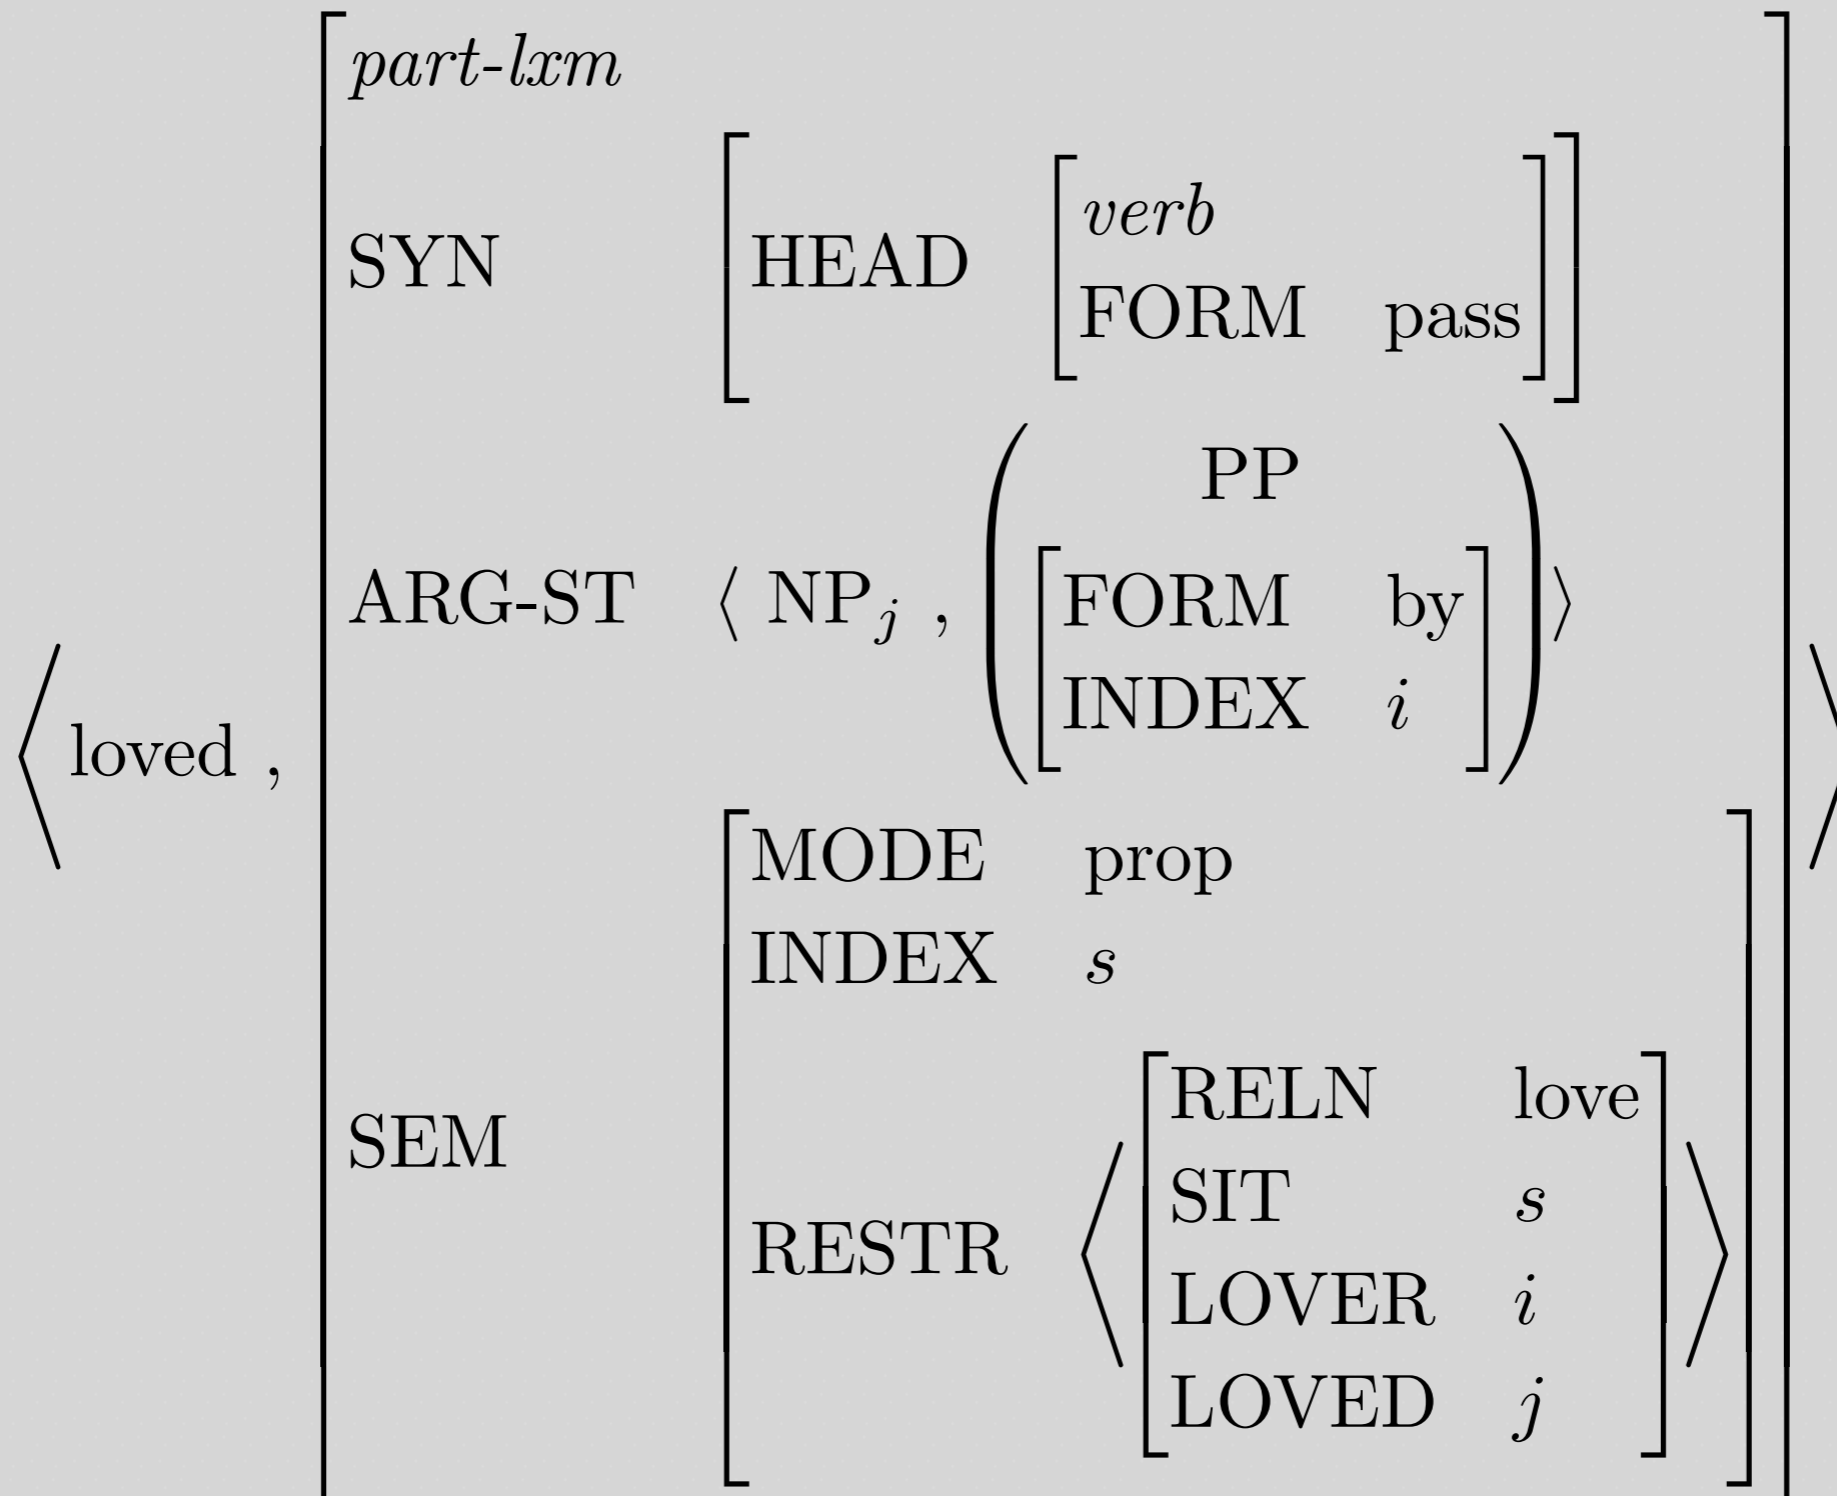 part-lxm
SYN [HEAD [verb
FORM pass]]
ARG-ST ⟨ NP_j , ( PP
[FORM by
INDEX i] ) ⟩
⟨ loved ,
[MODE prop
INDEX s
SEM
RESTR ⟨ [RELN love
SIT s
LOVER i
LOVED j] ⟩ ] ⟩